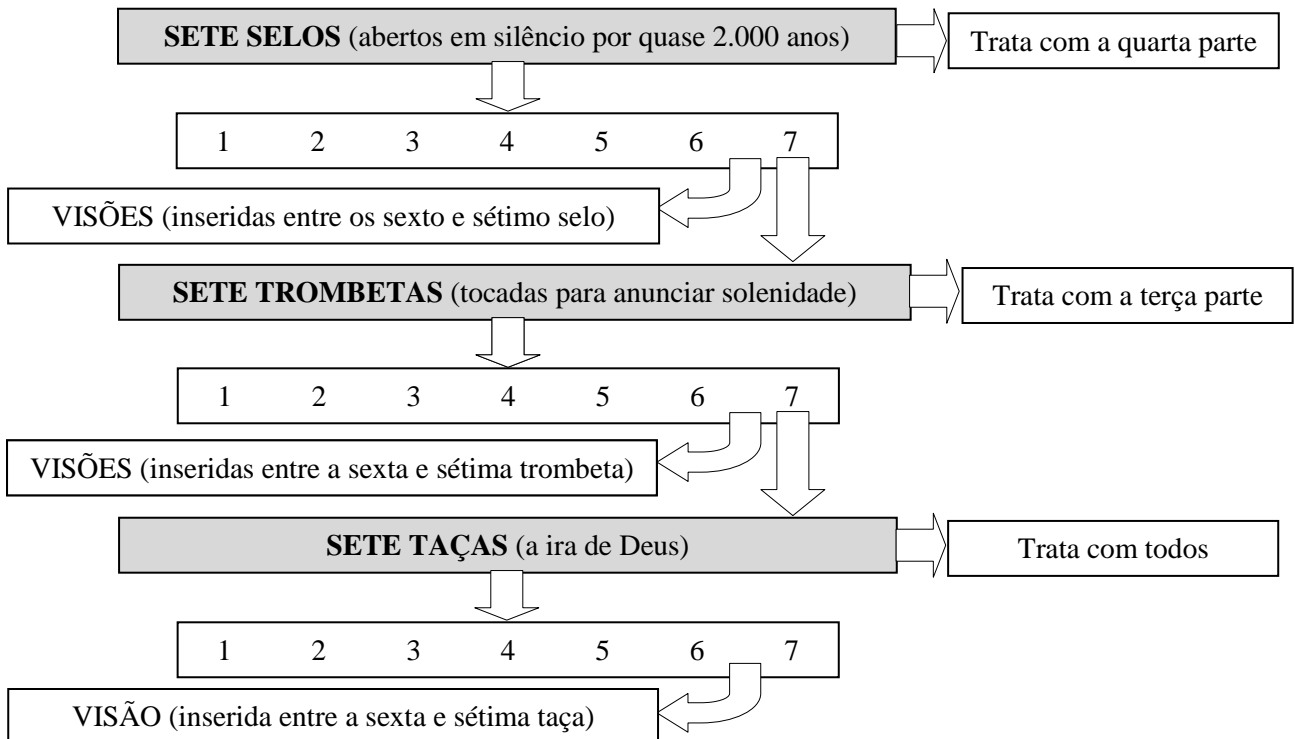 SETE SELOS (abertos em silêncio por quase 2.000 anos)
Trata com a quarta parte
1 2 3 4 5 6 7
VISÕES (inseridas entre os sexto e sétimo selo)
SETE TROMBETAS (tocadas para anunciar solenidade)
Trata com a terça parte
1 2 3 4 5 6 7
VISÕES (inseridas entre a sexta e sétima trombeta)
SETE TAÇAS (a ira de Deus)
Trata com todos
1 2 3 4 5 6 7
VISÃO (inserida entre a sexta e sétima taça)